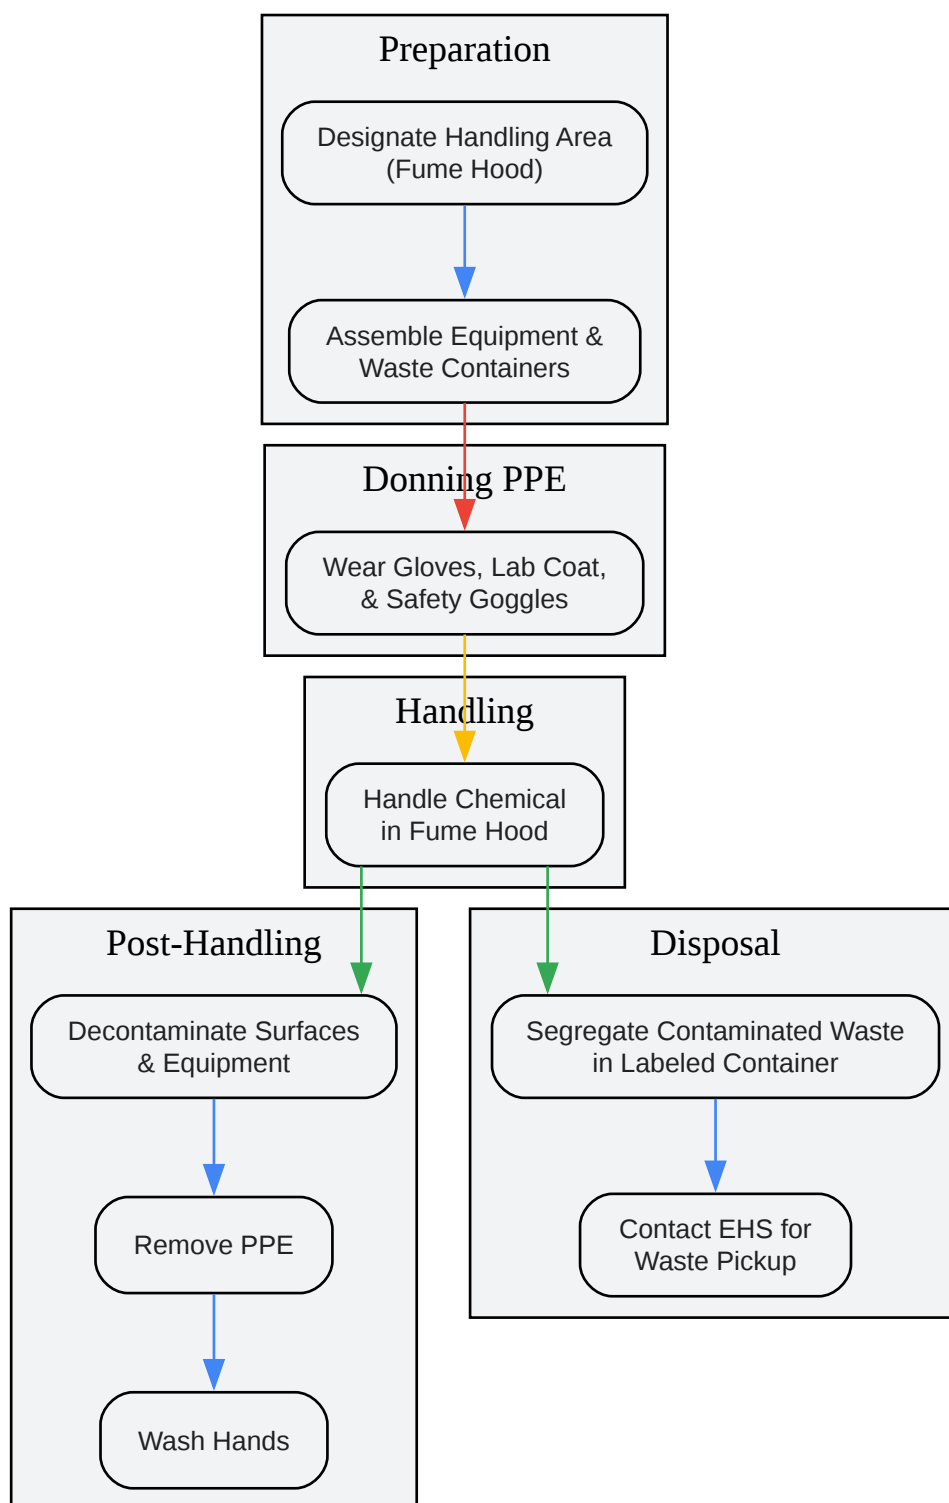 Preparation
Designate Handling Area
(Fume Hood)
Assemble Equipment &
Waste Containers
Donning PPE
Wear Gloves, Lab Coat,
& Safety Goggles
Handling
Handle Chemical
in Fume Hood
Post-Handling
Decontaminate Surfaces
& Equipment
Remove PPE
Wash Hands
Disposal
Segregate Contaminated Waste
in Labeled Container
Contact EHS for
Waste Pickup